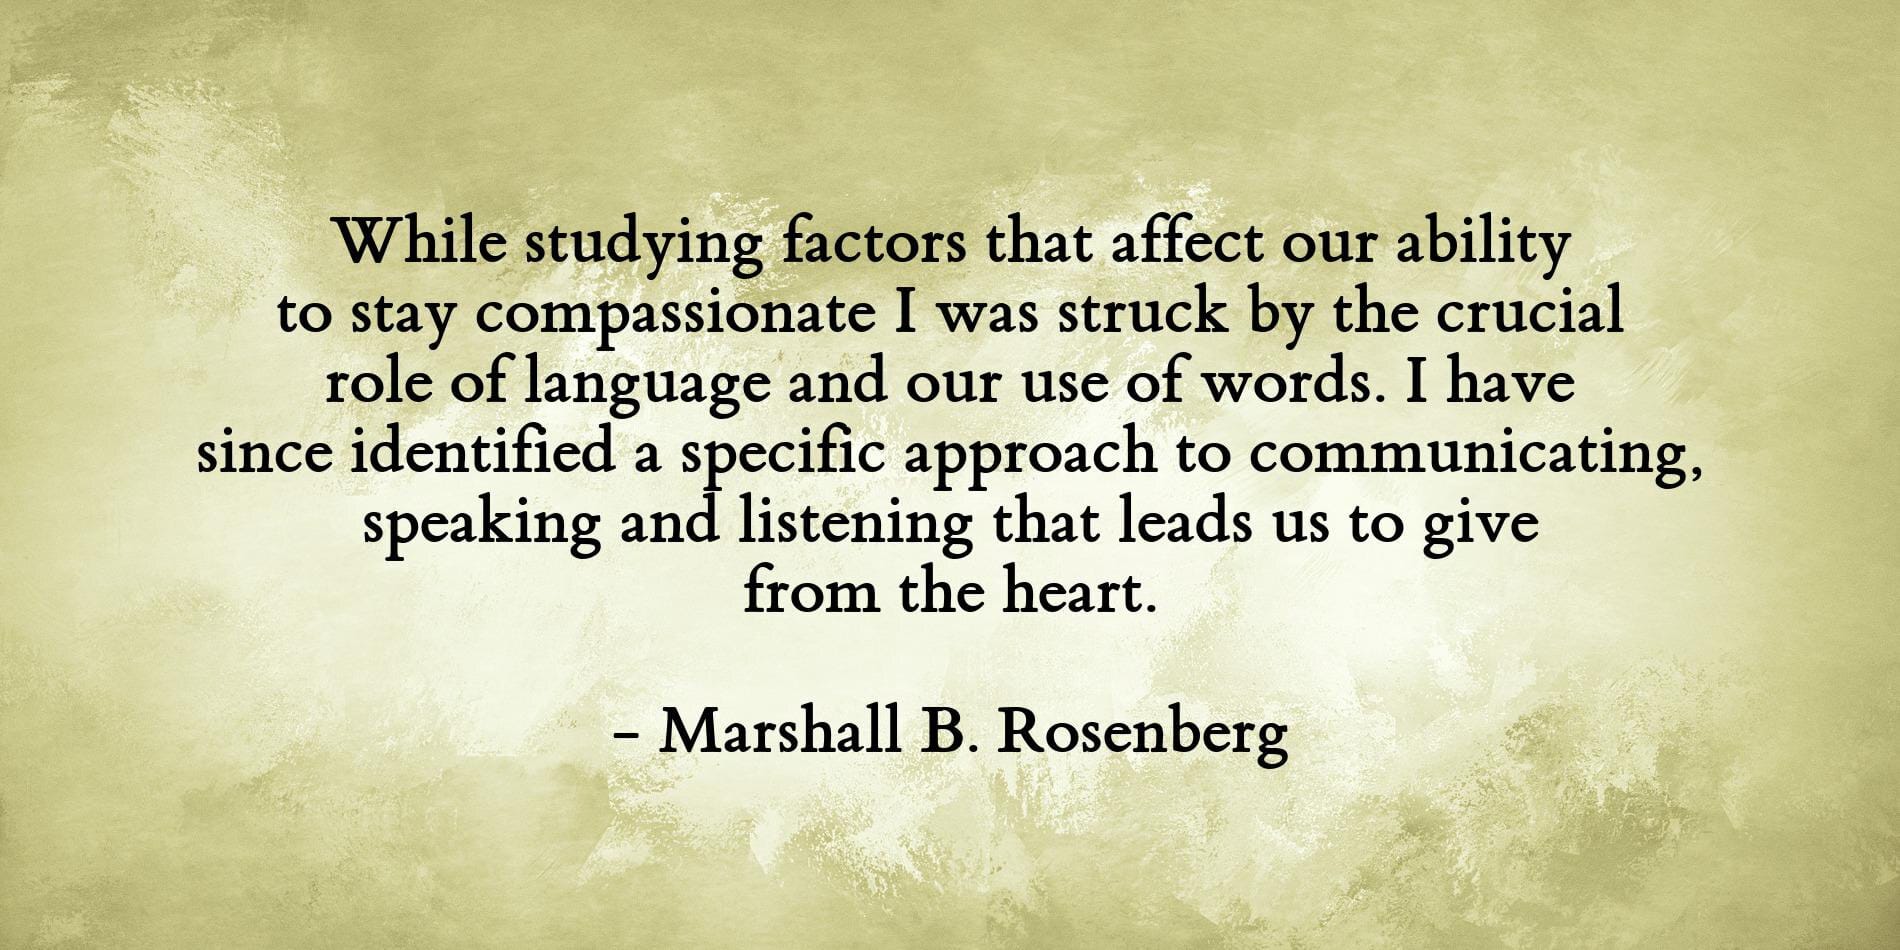 While studying factors that affect our ability
to stay compassionate I was struck by the crucial
role of language and our use of words. I have
since identified a specific approach to communicating,
speaking and listening that leads us to give
from the heart.
- Marshall B. Rosenberg